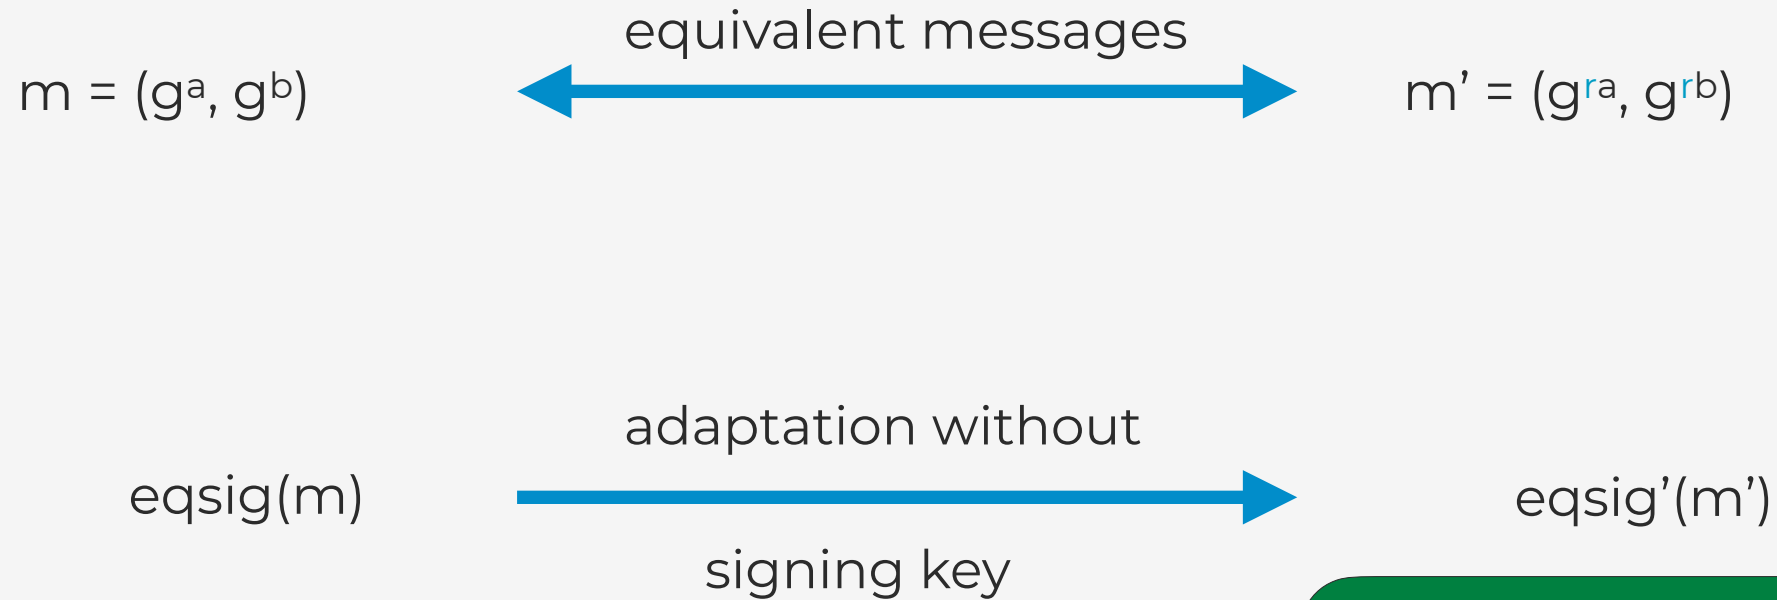 equivalent messages
m = (gᵃ, gᵇ)
m’ = (gʳᵃ, gʳᵇ)
adaptation without
eqsig(m)
eqsig’(m’)
signing key